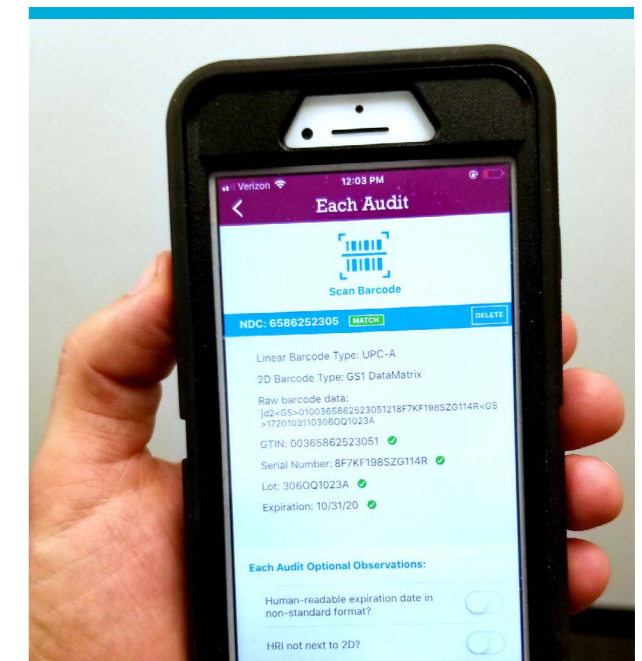 Verizon 12:03 PM
Each Audit
Scan Barcode
NDC: 6586252305 MATCH DELETE
Linear Barcode Type: UPC-A
2D Barcode Type: GS1 DataMatrix
Raw barcode data:
]d2<GS>0100365862523051218F7KF198SZG114R<GS
>1720103110306OQ1023A
GTIN: 00365862523051
Serial Number: 8F7KF198SZG114R
Lot: 306OQ1023A
Expiration: 10/31/20
Each Audit Optional Observations:
Human-readable expiration date in
non-standard format?
HRI not next to 2D?